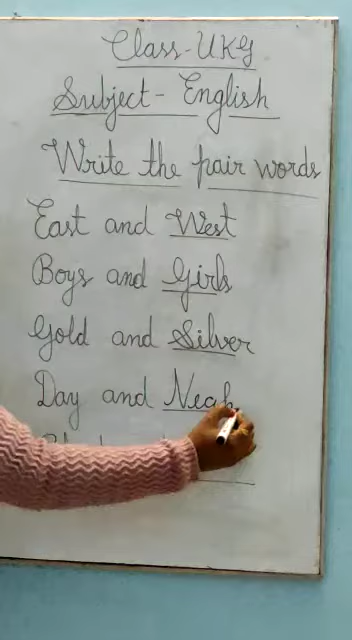 Class-UKG
Subject - English
Write the pair words
East and West
Boys and Girls
Gold and Silver
Day and